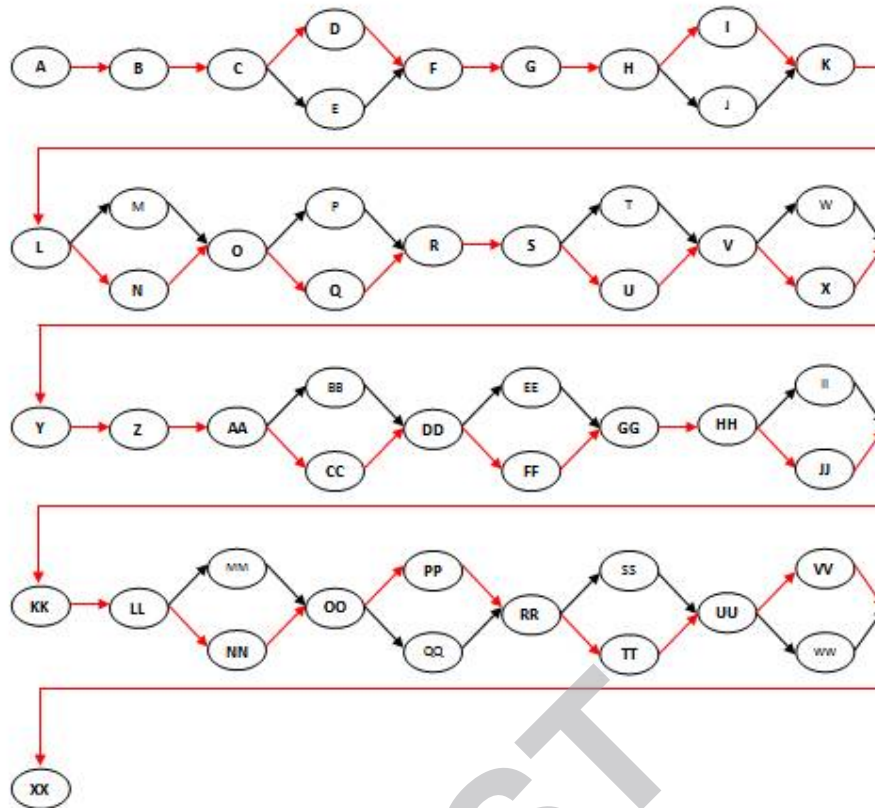 D I
A B C F G H K
E J
M P T W
L O R S V
N Q U X
BB EE II
Y Z AA DD GG HH
CC FF JJ
MM PP SS VV
KK LL OO RR UU
NN QQ TT WW
XX
ST